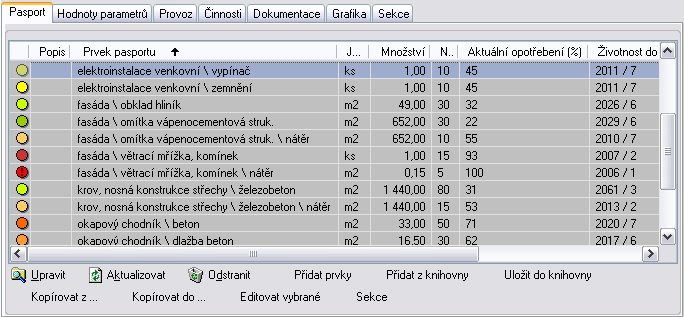 Pasport Hodnoty parametrů Provoz Činnosti Dokumentace Grafika Sekce
Popis Prvek pasportu J... Množství N.. Aktuální opotřebení (%) Životnost do
elektroinstalace venkovní \ vypínač ks 1,00 10 45 2011 / 7
elektroinstalace venkovní \ zemnění ks 1,00 10 45 2011 / 7
fasáda \ obklad hliník m2 49,00 30 32 2026 / 6
fasáda \ omítka vápenocementová struk. m2 652,00 30 22 2029 / 6
fasáda \ omítka vápenocementová struk. \ nátěr m2 652,00 10 55 2010 / 7
fasáda \ větrací mřížka, komínek ks 1,00 15 93 2007 / 2
fasáda \ větrací mřížka, komínek \ nátěr m2 0,15 5 100 2006 / 1
krov, nosná konstrukce střechy \ železobeton m2 1 440,00 80 31 2061 / 3
krov, nosná konstrukce střechy \ železobeton \ nátěr m2 1 440,00 15 53 2013 / 2
okapový chodník \ beton m2 33,00 50 71 2020 / 7
okapový chodník \ dlažba beton m2 16,50 30 62 2017 / 6
Upravit Aktualizovat Odstranit Přidat prvky Přidat z knihovny Uložit do knihovny
Kopírovat z ... Kopírovat do ... Editovat vybrané Sekce